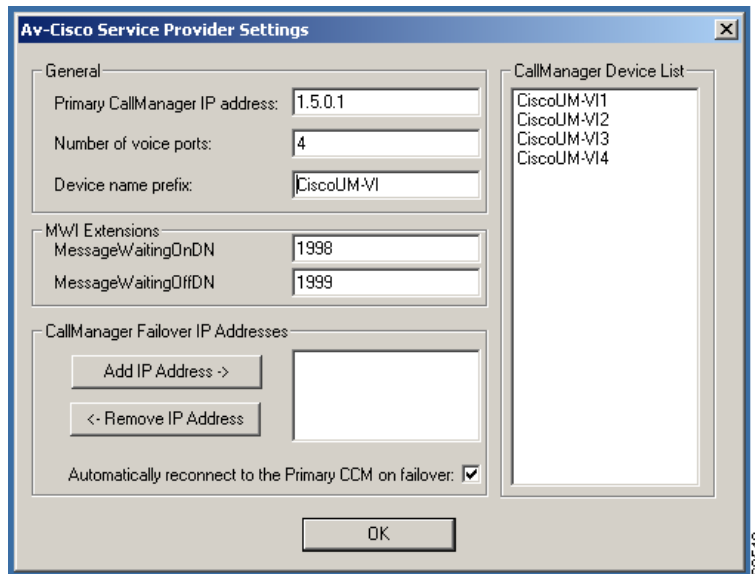 Av-Cisco Service Provider Settings
General
Primary CallManager IP address: 1.5.0.1
Number of voice ports: 4
Device name prefix: CiscoUM-VI
MWI Extensions
MessageWaitingOnDN 1998
MessageWaitingOffDN 1999
CallManager Failover IP Addresses
Add IP Address ->
<- Remove IP Address
Automatically reconnect to the Primary CCM on failover:
CallManager Device List
CiscoUM-VI1
CiscoUM-VI2
CiscoUM-VI3
CiscoUM-VI4
OK